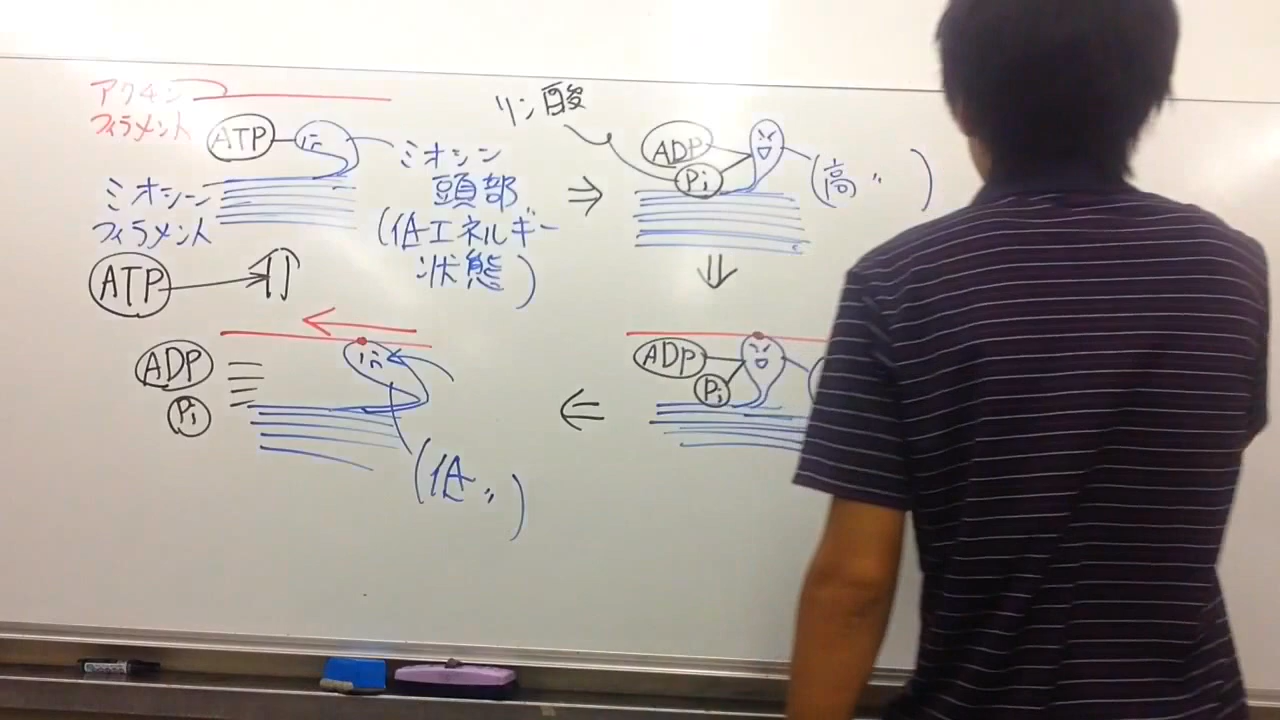 アクチン
フィラメント
ATP
ミオシン
頭部
(低エネルギー
状態)
ミオシン
フィラメント
リン酸
ADP
Pi
(高〃)
ATP
ADP
Pi
(低〃)
ADP
Pi